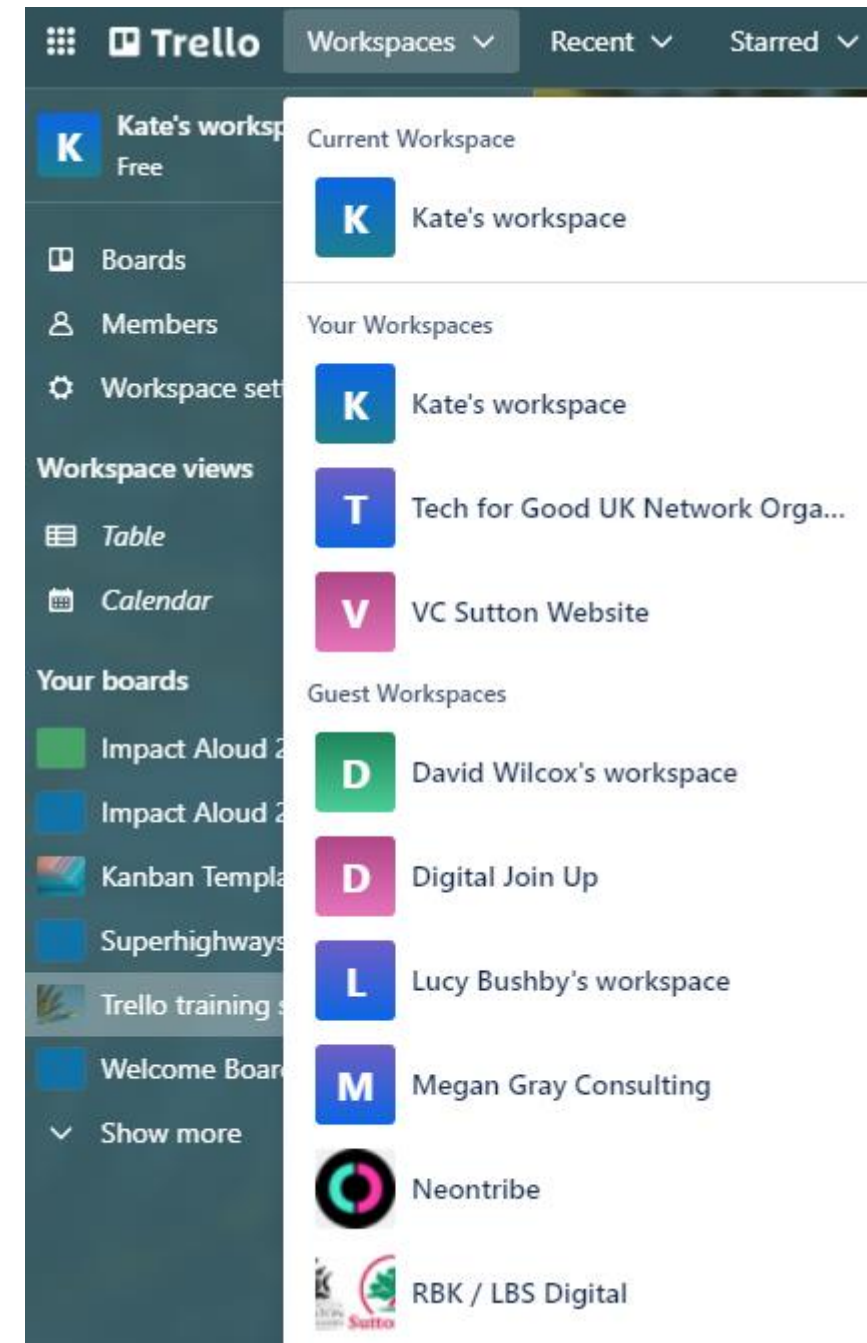 Trello
Workspaces
Recent
Starred
K
Kate's worksp
Free
Boards
Members
Workspace sett
Workspace views
Table
Calendar
Your boards
Impact Aloud 2
Impact Aloud 2
Kanban Templa
Superhighways
Trello training s
Welcome Board
Show more
Current Workspace
K
Kate's workspace
Your Workspaces
K
Kate's workspace
T
Tech for Good UK Network Orga...
V
VC Sutton Website
Guest Workspaces
D
David Wilcox's workspace
D
Digital Join Up
L
Lucy Bushby's workspace
M
Megan Gray Consulting
Neontribe
Sutto
RBK / LBS Digital